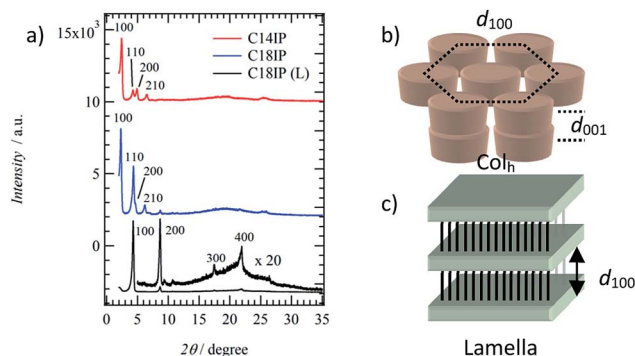 a)
15x10³
10
5
0
Intensity / a.u.
100
110
200
210
C14IP
C18IP
C18IP (L)
100
110
200
210
100
200
300
400
x 20
0
5
10
15
20
25
30
35
2θ / degree
b)
d100
d001
Colh
c)
d100
Lamella